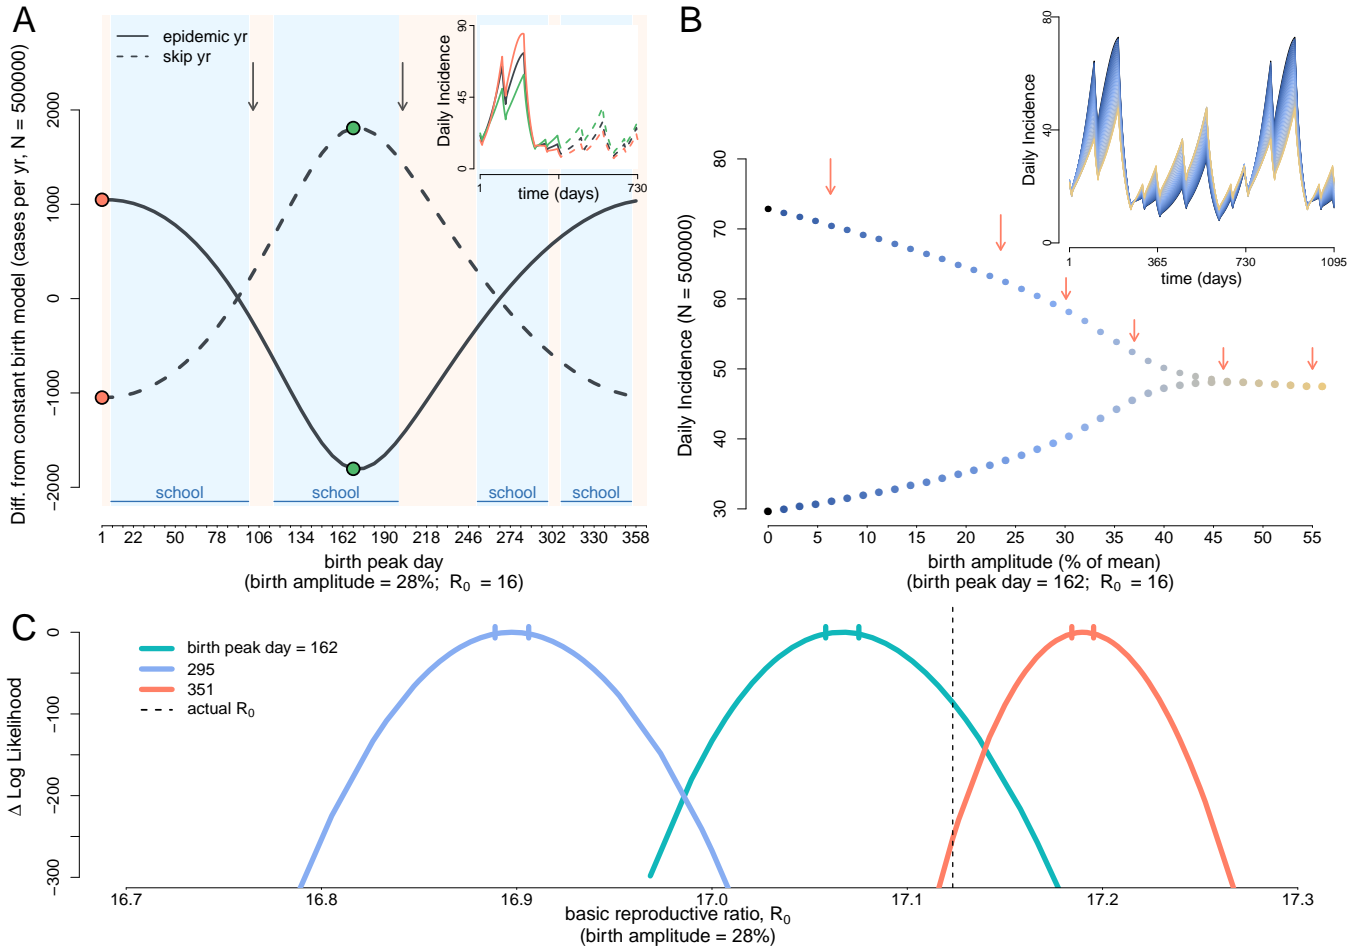 A
Diff. from constant birth model (cases per yr, N = 500000)
2000
1000
0
−1000
−2000
epidemic yr
skip yr
school
school
school
school
1 22 50 78 106 134 162 190 218 246 274 302 330 358
birth peak day
(birth amplitude = 28%; R0 = 16)
Daily Incidence
90
45
0
1 730
time (days)
B
Daily Incidence (N = 500000)
80
70
60
50
40
30
0 5 10 15 20 25 30 35 40 45 50 55
birth amplitude (% of mean)
(birth peak day = 162; R0 = 16)
Daily Incidence
80
40
0
1 365 730 1095
time (days)
C
Δ Log Likelihood
0
−100
−200
−300
birth peak day = 162
295
351
actual R0
16.7 16.8 16.9 17.0 17.1 17.2 17.3
basic reproductive ratio, R0
(birth amplitude = 28%)